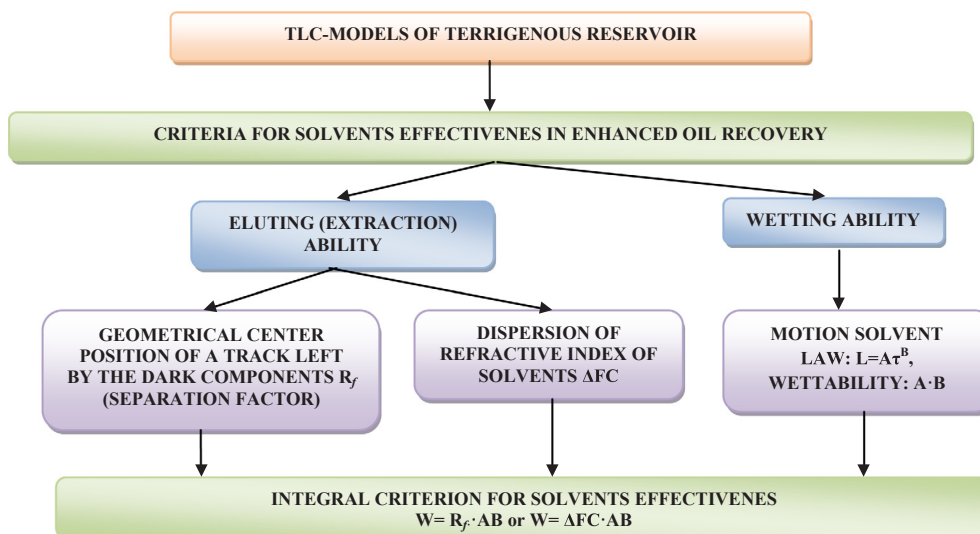 TLC-MODELS OF TERRIGENOUS RESERVOIR
CRITERIA FOR SOLVENTS EFFECTIVENES IN ENHANCED OIL RECOVERY
ELUTING (EXTRACTION)
ABILITY
WETTING ABILITY
GEOMETRICAL CENTER
POSITION OF A TRACK LEFT
BY THE DARK COMPONENTS Rf
(SEPARATION FACTOR)
DISPERSION OF
REFRACTIVE INDEX OF
SOLVENTS ΔFC
MOTION SOLVENT
LAW: L=Aτ^B,
WETTABILITY: A·B
INTEGRAL CRITERION FOR SOLVENTS EFFECTIVENES
W= Rf·AB or W= ΔFC·AB